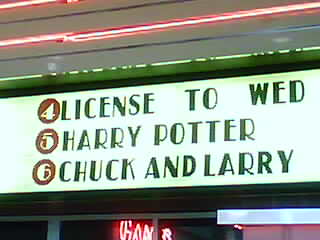 4 LICENSE TO WED
5 HARRY POTTER
6 CHUCK AND LARRY